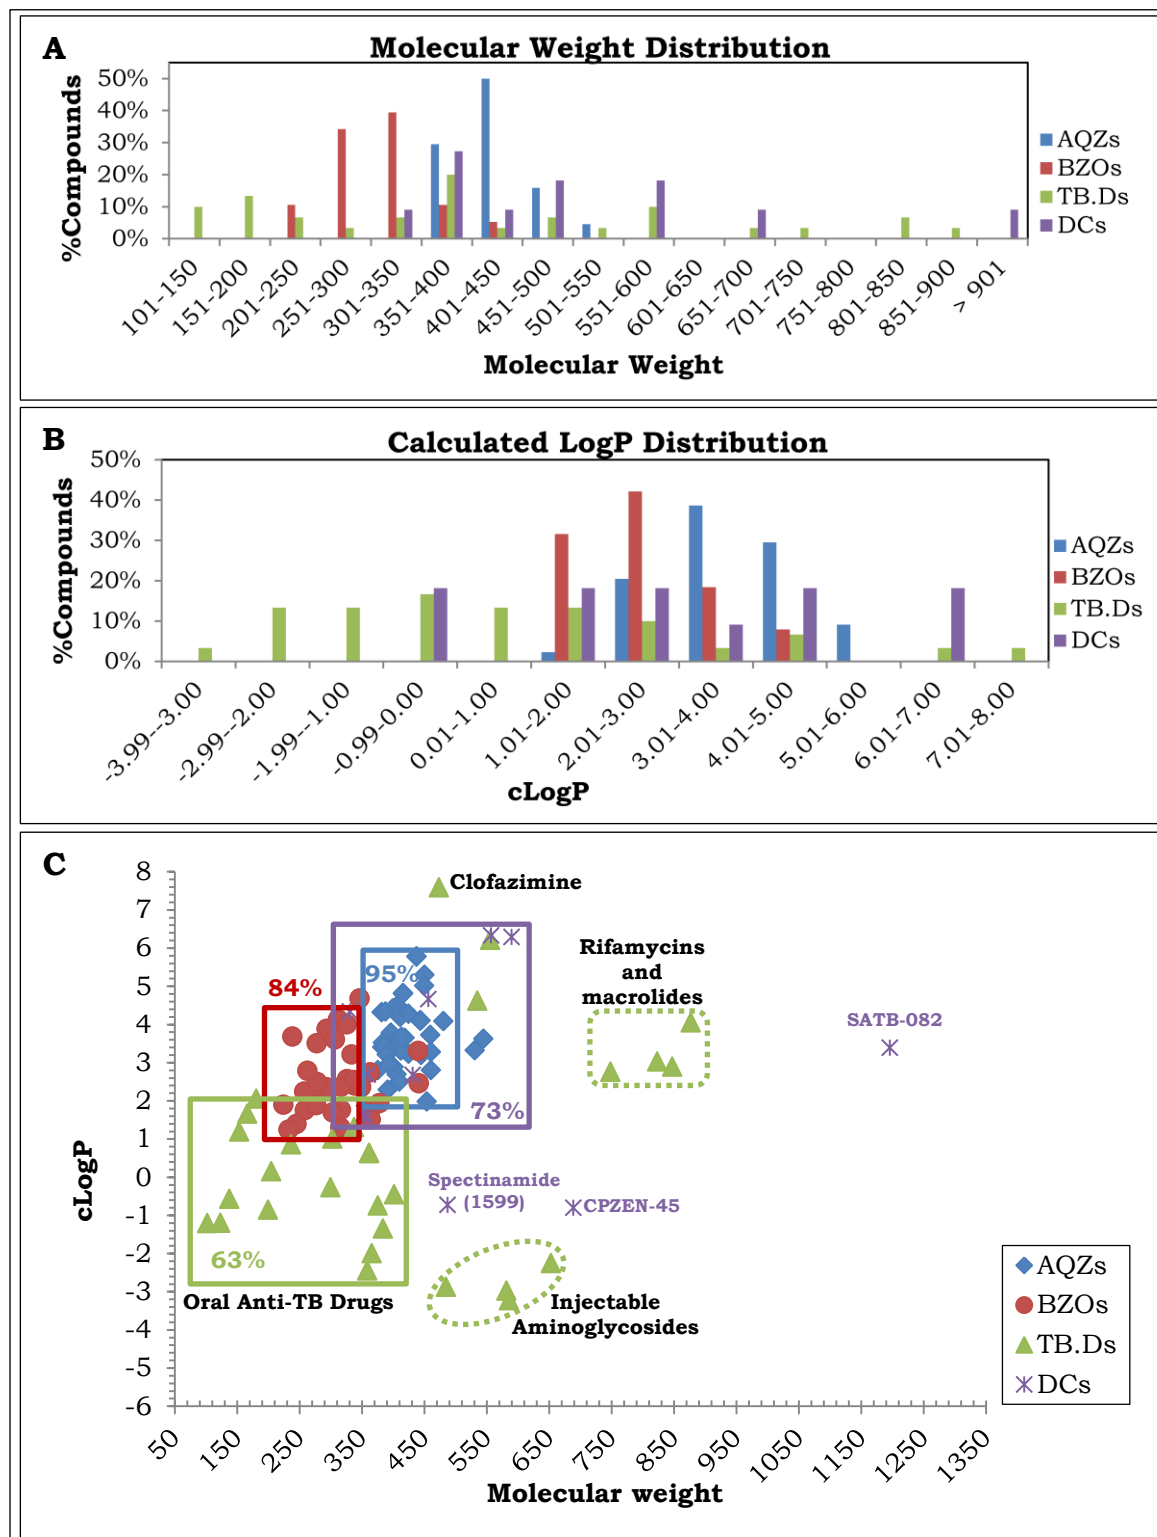 A
Molecular Weight Distribution
%Compounds
50%
40%
30%
20%
10%
0%
101-150
151-200
201-250
251-300
301-350
351-400
401-450
451-500
501-550
551-600
601-650
651-700
701-750
751-800
801-850
851-900
> 901
Molecular Weight
AQZs
BZOs
TB.Ds
DCs
B
Calculated LogP Distribution
%Compounds
50%
40%
30%
20%
10%
0%
-3.99--3.00
-2.99--2.00
-1.99--1.00
-0.99-0.00
0.01-1.00
1.01-2.00
2.01-3.00
3.01-4.00
4.01-5.00
5.01-6.00
6.01-7.00
7.01-8.00
cLogP
AQZs
BZOs
TB.Ds
DCs
C
cLogP
8
7
6
5
4
3
2
1
0
-1
-2
-3
-4
-5
-6
Clofazimine
Rifamycins
and
macrolides
95%
84%
SATB-082
73%
Spectinamide
(1599)
CPZEN-45
63%
Oral Anti-TB Drugs
Injectable
Aminoglycosides
50
150
250
350
450
550
650
750
850
950
1050
1150
1250
1350
Molecular weight
AQZs
BZOs
TB.Ds
DCs